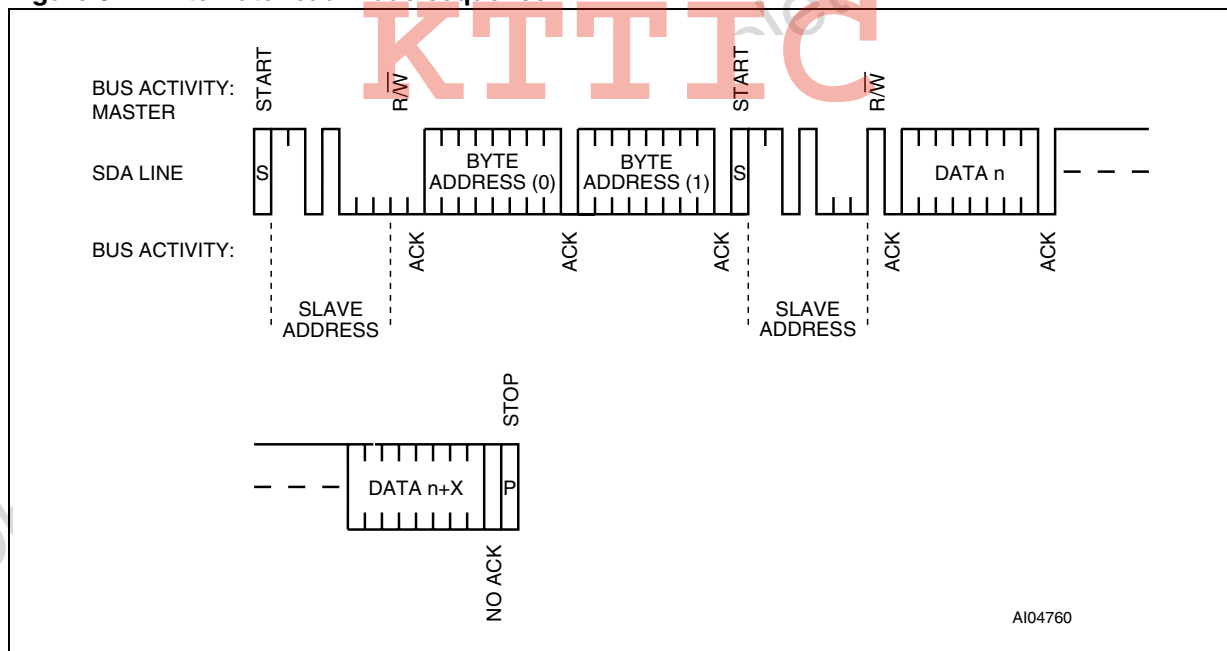 KTTIC
BUS ACTIVITY:
MASTER
START
R/W
START
R/W
SDA LINE
S
BYTE
ADDRESS (0)
BYTE
ADDRESS (1)
S
DATA n
BUS ACTIVITY:
ACK
ACK
ACK
ACK
ACK
SLAVE
ADDRESS
SLAVE
ADDRESS
STOP
DATA n+X
P
NO ACK
AI04760